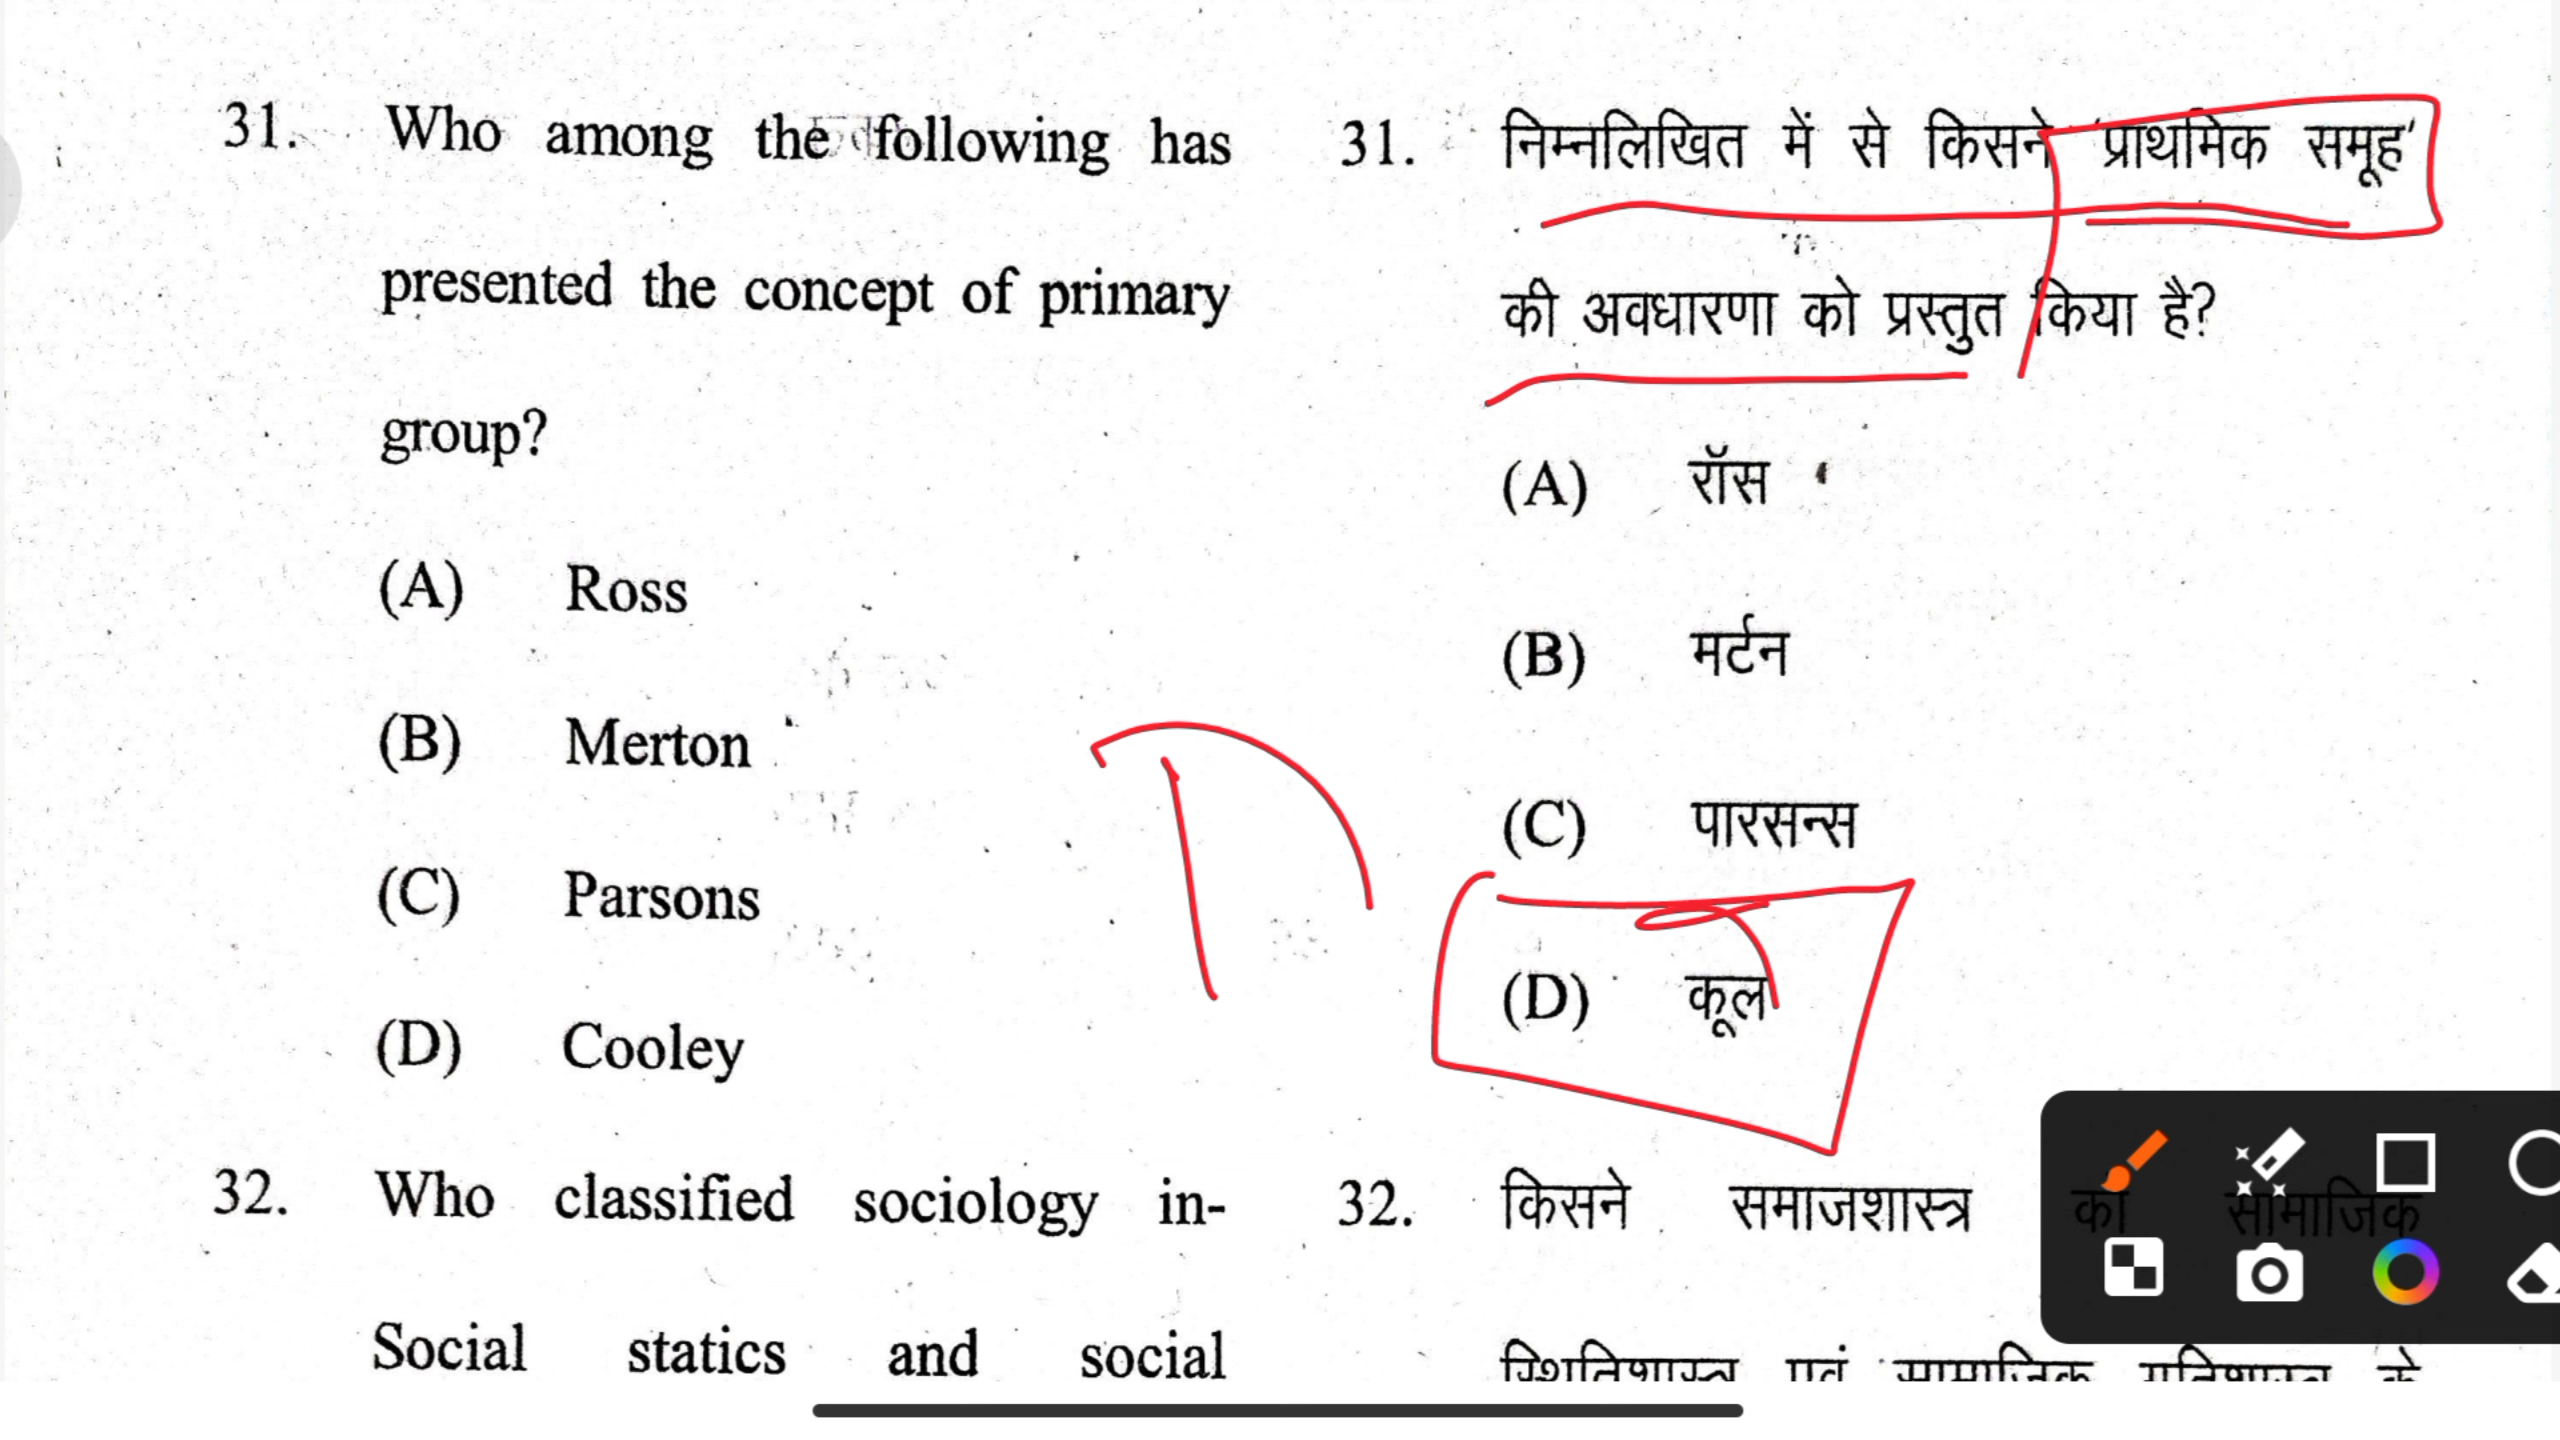 31. Who among the following has
presented the concept of primary
group?
(A) Ross
(B) Merton
(C) Parsons
(D) Cooley
32. Who classified sociology in-
Social statics and social
31. निम्नलिखित में से किसने 'प्राथमिक समूह'
की अवधारणा को प्रस्तुत किया है?
(A) रॉस
(B) मर्टन
(C) पारसन्स
(D) कूल
32. किसने समाजशास्त्र को सामाजिक
स्थितिशास्त्र एवं सामाजिक गतिशास्त्र के